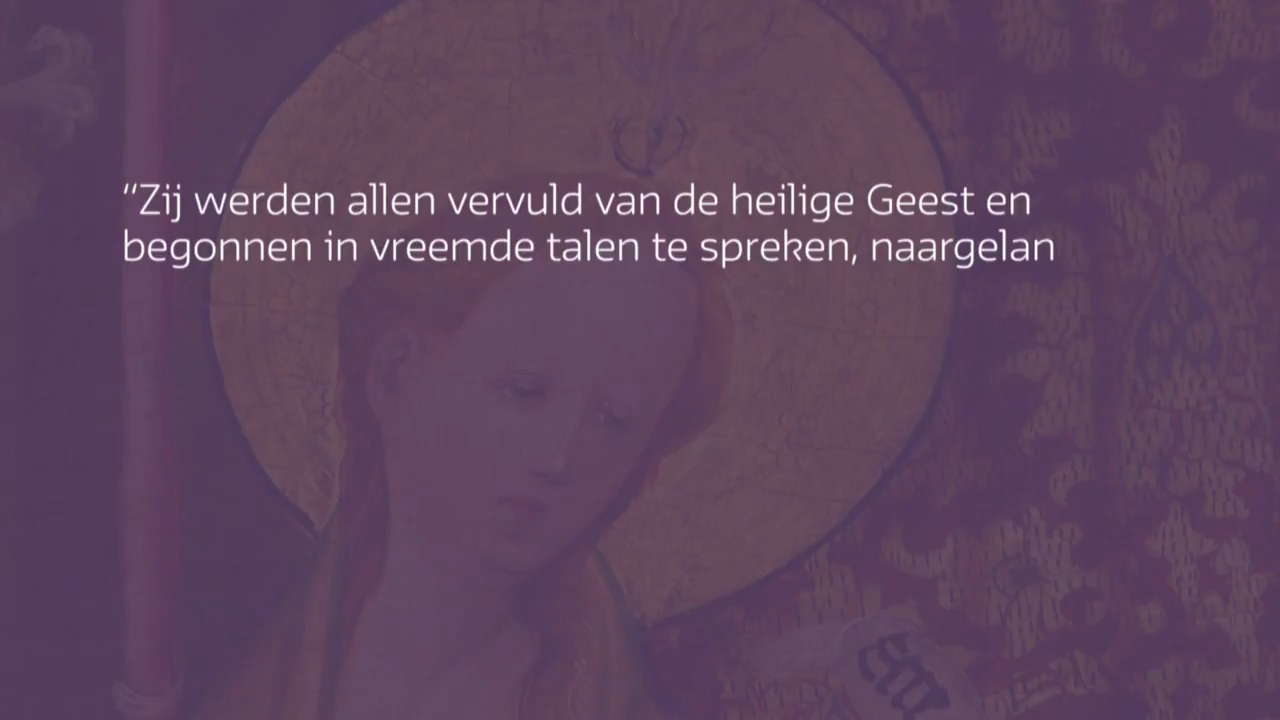 “Zij werden allen vervuld van de heilige Geest en
begonnen in vreemde talen te spreken, naargelan